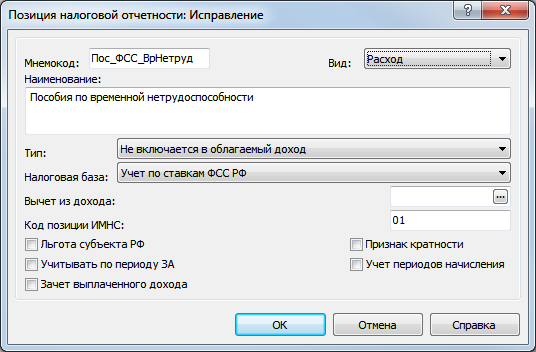 Позиция налоговой отчетности: Исправление
Мнемокод: Пос_ФСС_ВрНетруд Вид: Расход
Наименование:
Пособия по временной нетрудоспособности
Тип: Не включается в облагаемый доход
Налоговая база: Учет по ставкам ФСС РФ
Вычет из дохода: ...
Код позиции ИМНС: 01
Льгота субъекта РФ Признак кратности
Учитывать по периоду ЗА Учет периодов начисления
Зачет выплаченного дохода
ОК Отмена Справка